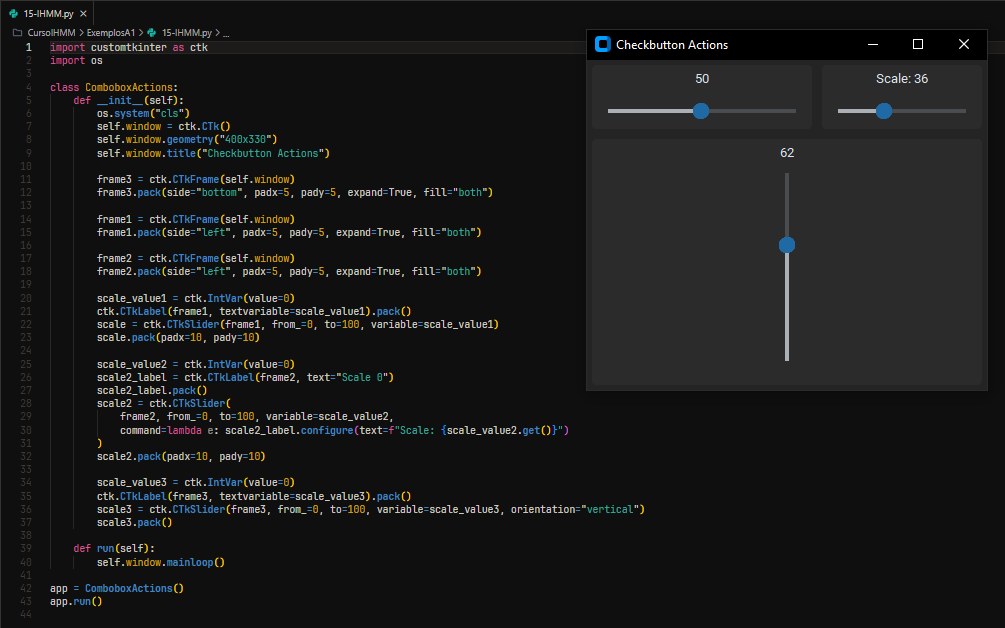 15-IHMM.py ×
CursoIHMM > ExemplosA1 > 15-IHMM.py > ...
1 import customtkinter as ctk
2 import os
3
4 class ComboboxActions:
5     def __init__(self):
6         os.system("cls")
7         self.window = ctk.CTk()
8         self.window.geometry("400x330")
9         self.window.title("Checkbutton Actions")
10
11         frame3 = ctk.CTkFrame(self.window)
12         frame3.pack(side="bottom", padx=5, pady=5, expand=True, fill="both")
13
14         frame1 = ctk.CTkFrame(self.window)
15         frame1.pack(side="left", padx=5, pady=5, expand=True, fill="both")
16
17         frame2 = ctk.CTkFrame(self.window)
18         frame2.pack(side="left", padx=5, pady=5, expand=True, fill="both")
19
20         scale_value1 = ctk.IntVar(value=0)
21         ctk.CTkLabel(frame1, textvariable=scale_value1).pack()
22         scale = ctk.CTkSlider(frame1, from_=0, to=100, variable=scale_value1)
23         scale.pack(padx=10, pady=10)
24
25         scale_value2 = ctk.IntVar(value=0)
26         scale2_label = ctk.CTkLabel(frame2, text="Scale 0")
27         scale2_label.pack()
28         scale2 = ctk.CTkSlider(
29             frame2, from_=0, to=100, variable=scale_value2,
30             command=lambda e: scale2_label.configure(text=f"Scale: {scale_value2.get()}")
31         )
32         scale2.pack(padx=10, pady=10)
33
34         scale_value3 = ctk.IntVar(value=0)
35         ctk.CTkLabel(frame3, textvariable=scale_value3).pack()
36         scale3 = ctk.CTkSlider(frame3, from_=0, to=100, variable=scale_value3, orientation="vertical")
37         scale3.pack()
38
39     def run(self):
40         self.window.mainloop()
41
42 app = ComboboxActions()
43 app.run()
44
Checkbutton Actions
50
Scale: 36
62